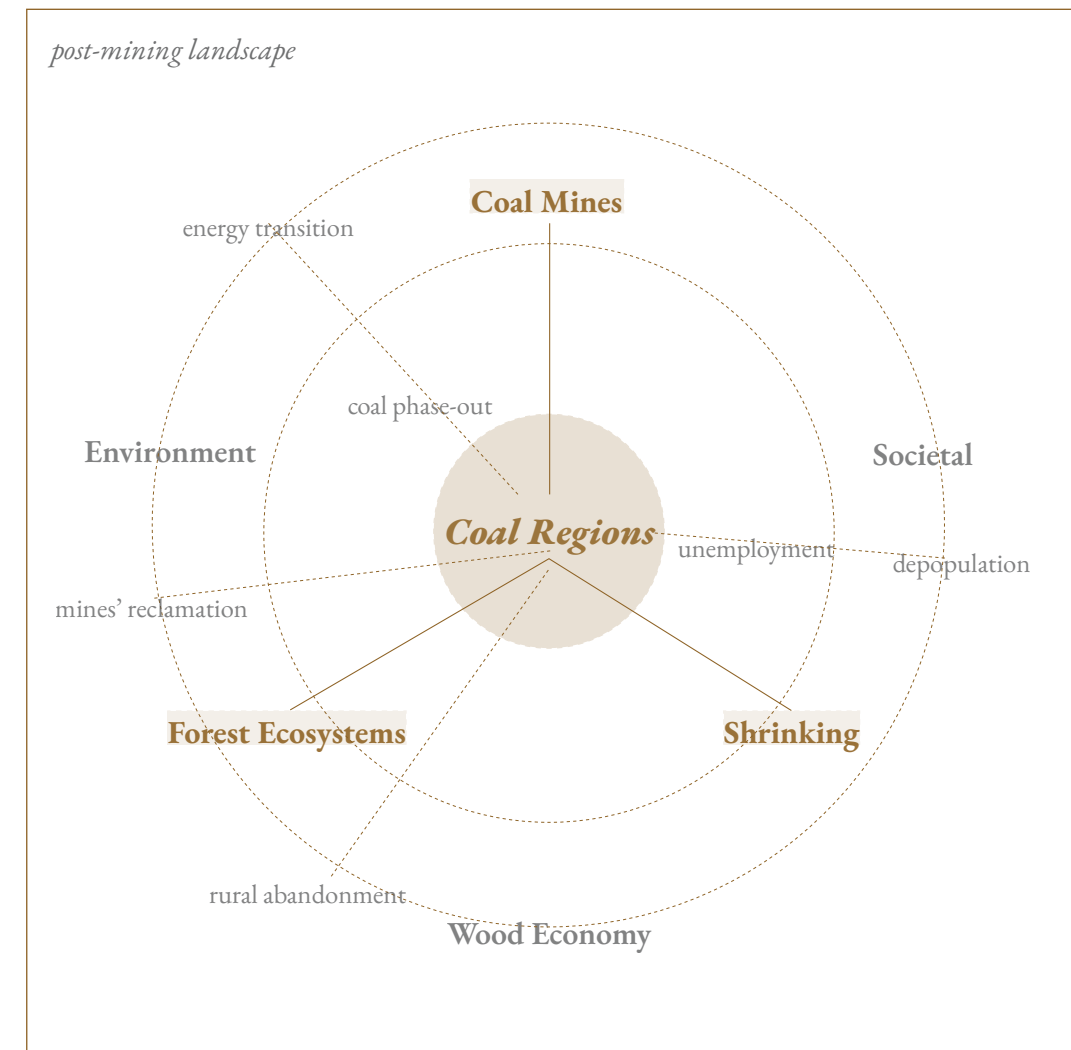 post-mining landscape
Coal Mines
energy transition
coal phase-out
Environment
Societal
Coal Regions
unemployment
depopulation
mines’ reclamation
Forest Ecosystems
Shrinking
rural abandonment
Wood Economy